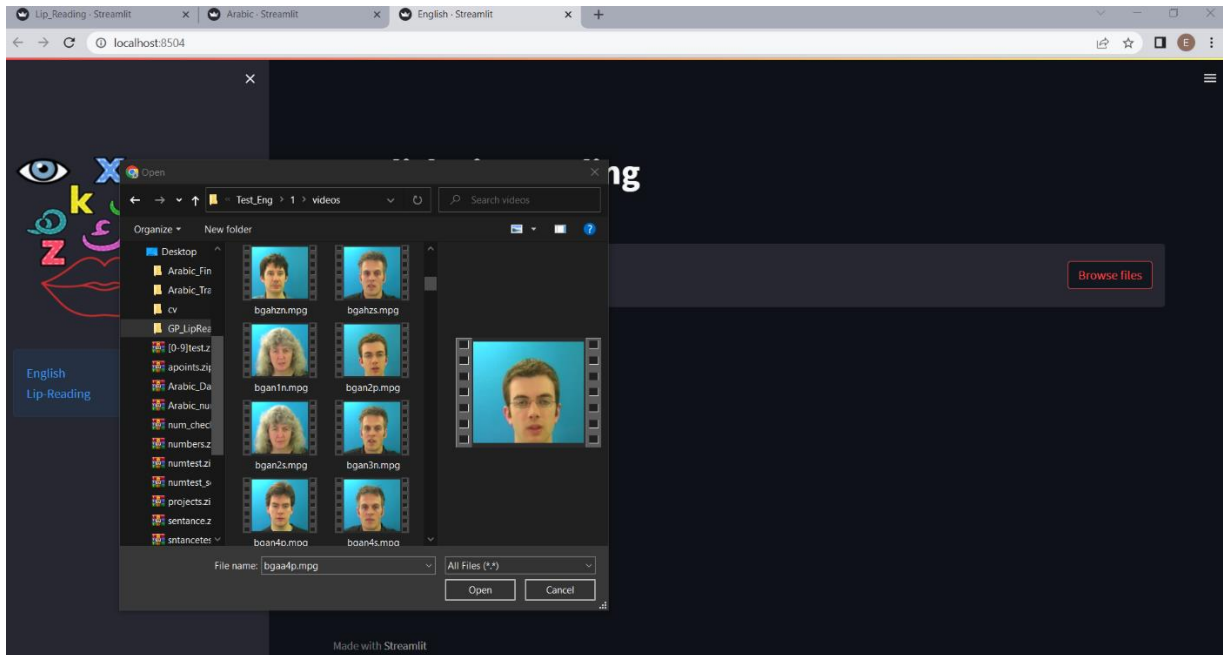 Lip_Reading - Streamlit
Arabic - Streamlit
English - Streamlit
localhost:8504
E
x
k
z
English
Lip-Reading
ng
Browse files
Made with Streamlit
Open
Test_Eng > 1 > videos
Search videos
Organize
New folder
Desktop
Arabic_Fin
Arabic_Tra
cv
GP_LipRea
[0-9]test.z
apoints.zip
Arabic_Da
Arabic_nu
num_chec
numbers.z
numtest.zi
numtest_s
projects.zi
sentance.z
sntancetes
bgahzn.mpg
bgahzs.mpg
bgan1n.mpg
bgan2p.mpg
bgan2s.mpg
bgan3n.mpg
bgan4p.mpg
bgan4s.mpg
File name: bgaa4p.mpg
All Files (*.*)
Open
Cancel